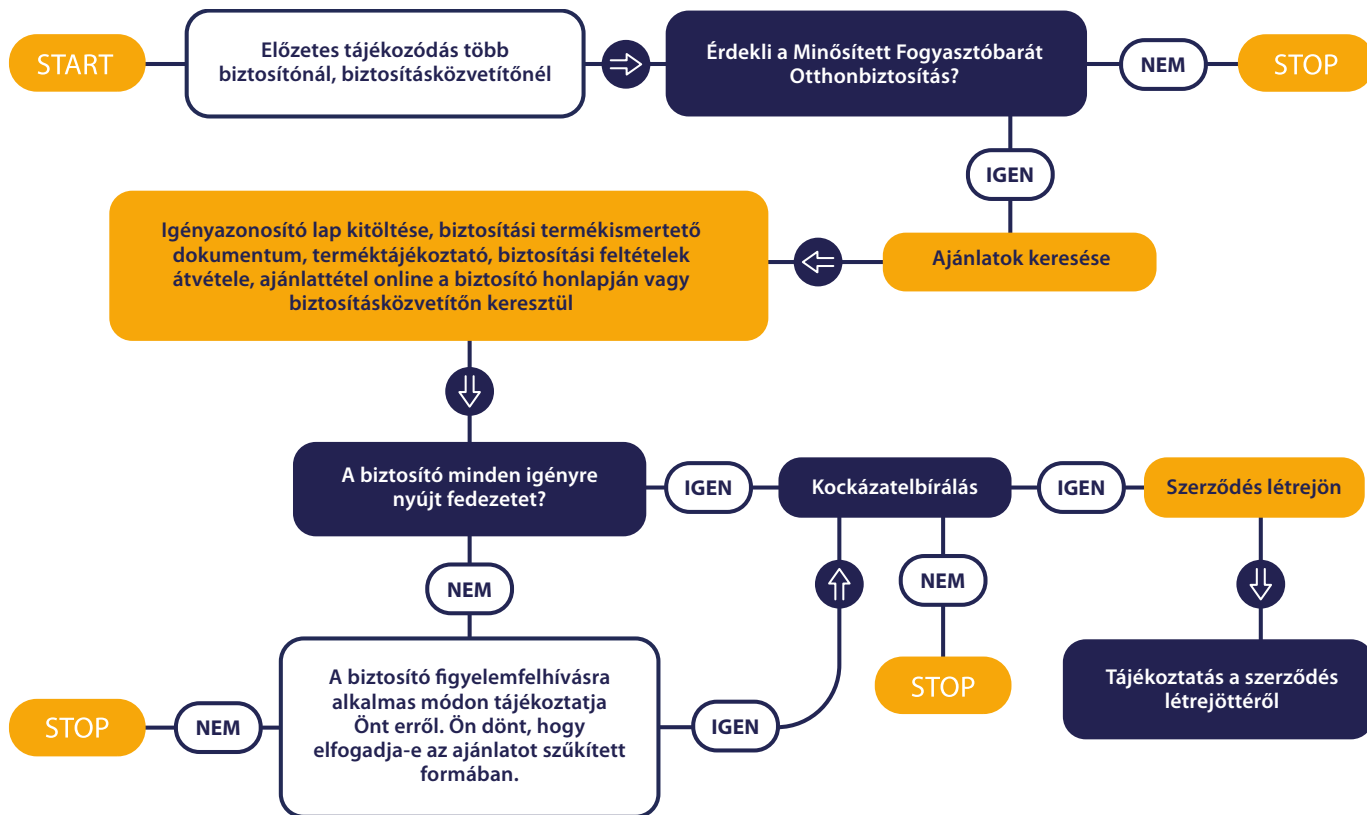 START
Előzetes tájékozódás több
biztosítónál, biztosításközvetítőnél
Érdekli a Minősített Fogyasztóbarát
Otthonbiztosítás?
NEM
STOP
IGEN
Ajánlatok keresése
Igényazonosító lap kitöltése, biztosítási termékismertető
dokumentum, terméktájékoztató, biztosítási feltételek
átvétele, ajánlattétel online a biztosító honlapján vagy
biztosításközvetítőn keresztül
A biztosító minden igényre
nyújt fedezetet?
IGEN
Kockázatelbírálás
IGEN
Szerződés létrejön
NEM
NEM
STOP
Tájékoztatás a szerződés
létrejöttéről
A biztosító figyelemfelhívásra
alkalmas módon tájékoztatja
Önt erről. Ön dönt, hogy
elfogadja-e az ajánlatot szűkített
formában.
IGEN
NEM
STOP